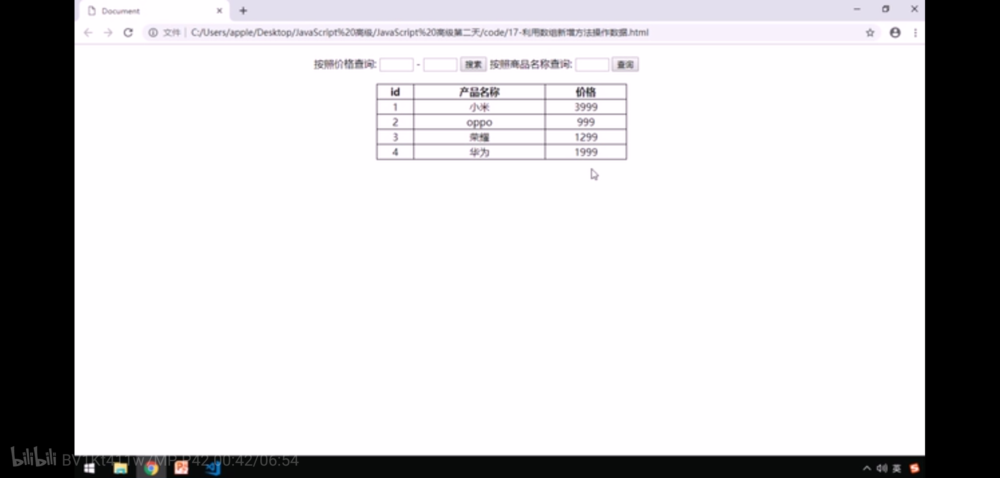 Document
文件 C:/Users/apple/Desktop/JavaScript%20高级/JavaScript%20高级第二天/code/17-利用数组新增方法操作数据.html
按照价格查询: - 搜索 按照商品名称查询: 查询
id 产品名称 价格
1 小米 3999
2 oppo 999
3 荣耀 1299
4 华为 1999
bilibili BV1Kt411w7MP P42 00:42/06:54
英